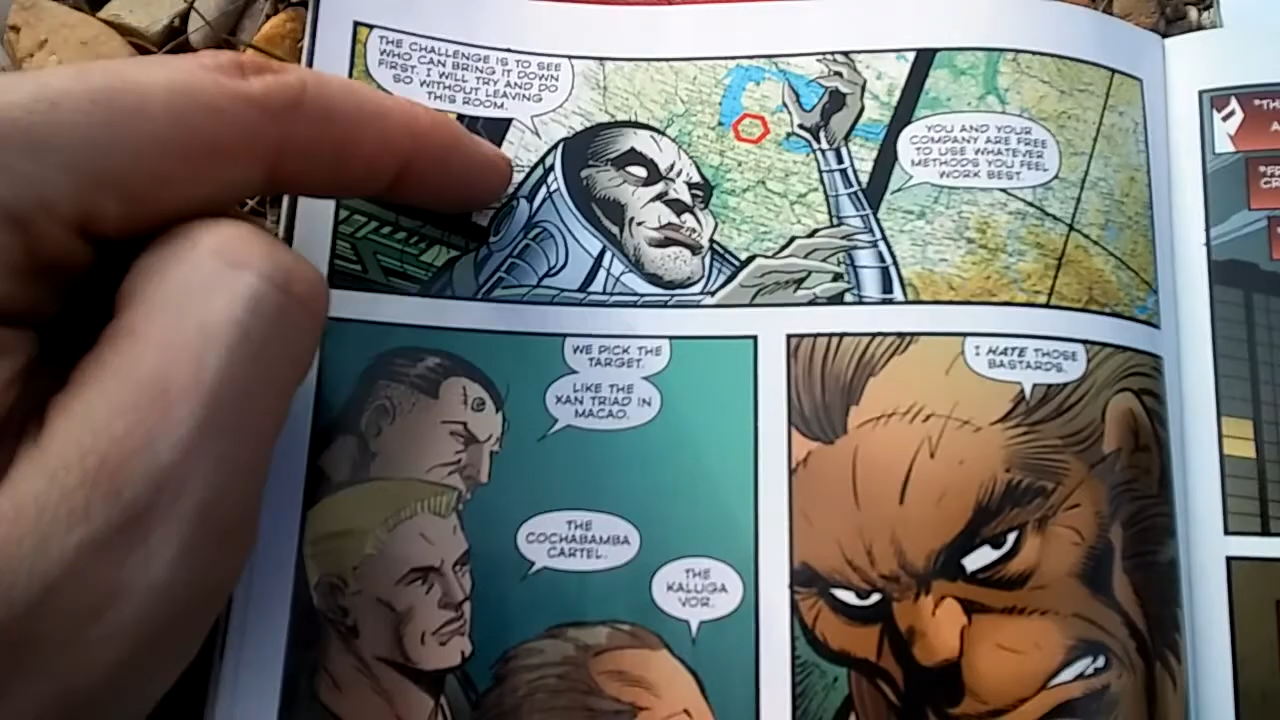 THE CHALLENGE IS TO SEE
WHO CAN BRING IT DOWN
FIRST. I WILL TRY AND DO
SO WITHOUT LEAVING
THIS ROOM.
YOU AND YOUR
COMPANY ARE FREE
TO USE WHATEVER
METHODS YOU FEEL
WORK BEST.
WE PICK THE
TARGET.
LIKE THE
XAN TRIAD IN
MACAO.
THE
COCHABAMBA
CARTEL.
THE
KALUGA
VOR.
I HATE THOSE
BASTARDS.